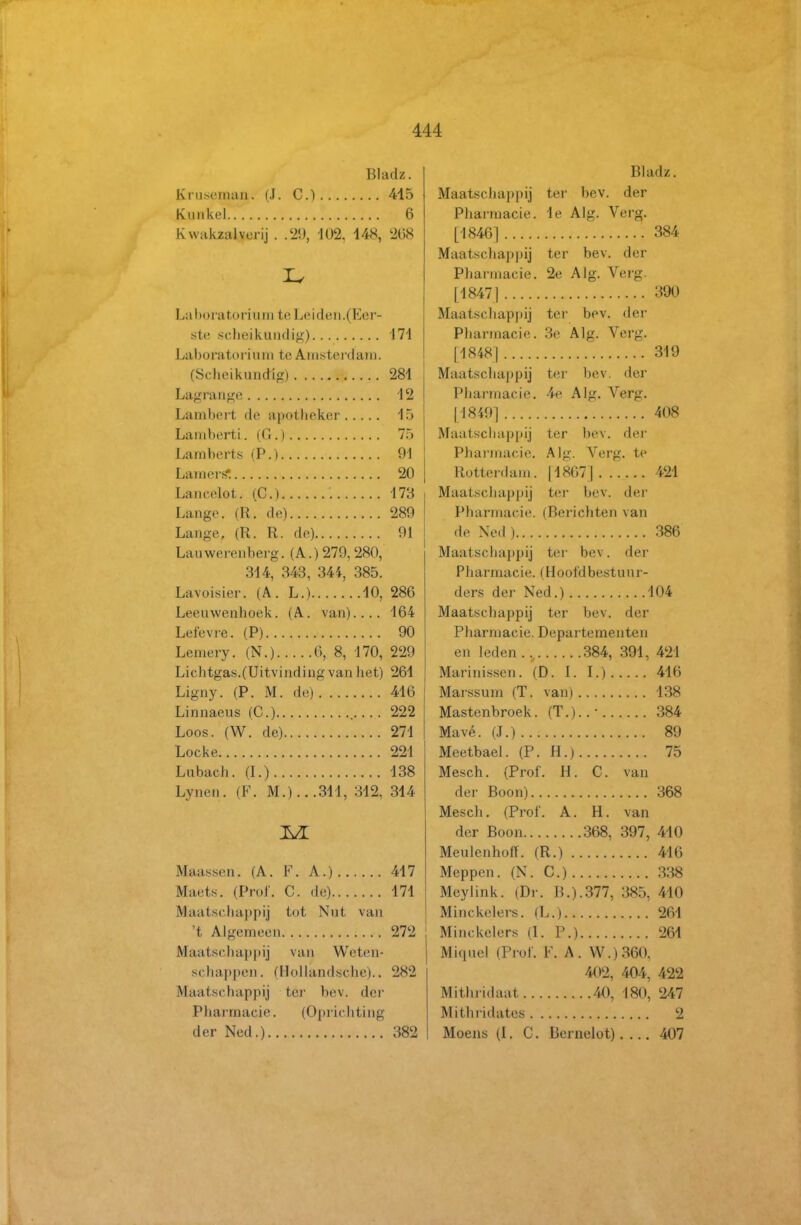 444
Bladz.
Kruseman. (J. C.) ........ 415
Kunkel .................. 6
Kwakzalverij . .29, 102, 148, 268
L
Laboratorium te Leiden.(Eer-
ste scheikundig) .......... 171
Laboratorium te Amsterdam.
(Scheikundig) ............ 281
Lagrange ................ 12
Lambert de apotheker ..... 15
Lamberti. (G.) ............ 75
Lamberts (P.) ............. 91
Lamers .................. 20
Lancelot. (C.) ............ 173
Lange. (R. de) ............ 289
Lange, (R. R. de) .......... 91
Lauwerenberg. (A.) 279, 280,
314, 343, 344, 385.
Lavoisier. (A. L.) ........ 10, 286
Leeuwenhoek. (A. van) .... 164
Lefevre. (P) ............... 90
Lemery. (N.) ..... 6, 8, 170, 229
Lichtgas.(Uitvinding van het) 261
Ligny. (P. M. de) ......... 416
Linnaeus (C.) ............. 222
Loos. (W. de) ............. 271
Locke .................... 221
Lubach. (I.) .............. 138
Lynen. (F. M.) ...311, 312, 314
M
Maassen. (A. F. A.) ...... 417
Maets. (Prof. C. de) ....... 171
Maatschappij tot Nut van
't Algemeen ............. 272
Maatschappij van Weten-
schappen. (Hollandsche).. 282
Maatschappij ter bev. der
Pharmacie. (Oprichting
der Ned.) ............... 382
Bladz.
Maatschappij ter bev. der
Pharmacie. 1e Alg. Verg.
[1846] .................. 384
Maatschappij ter bev. der
Pharmacie. 2e Alg. Verg.
[1847] .................. 390
Maatschappij ter bev. der
Pharmacie. 3e Alg. Verg.
[1848] .................. 319
Maatschappij ter bev. der
Pharmacie. 4e Alg. Verg.
[1849] .................. 408
Maatschappij ter bev. der
Pharmacie. Alg. Verg. te
Rotterdam. [1867] ...... 421
Maatschappij ter bev. der
Pharmacie. (Berichten van
de Ned ) ................ 386
Maatschappij ter bev. der
Pharmacie. (Hoofdbestuur-
ders der Ned.) .......... 104
Maatschappij ter bev. der
Pharmacie. Departementen
en leden ........ 384, 391, 421
Marinissen. (D. I. I.) ..... 416
Marssum (T. van) ......... 138
Mastenbroek. (T.) ........ 384
Mavé. (J.) ................ 89
Meetbael. (P. H.) ......... 75
Mesch. (Prof. H. C. van
der Boon) ............... 368
Mesch. (Prof. A. H. van
der Boon ........ 368, 397, 410
Meulenhoff. (R.) .......... 416
Meppen. (N. C.) .......... 338
Meylink. (Dr. B.).377, 385, 410
Minckelers. (L.) .......... 261
Minckelers (I. P.) ......... 261
Miquel (Prof. F. A. W.) 360,
402, 404, 422
Mithridaat ......... 40, 180, 247
Mithridates ............... 2
Moens (I. C. Bernelot) .... 407